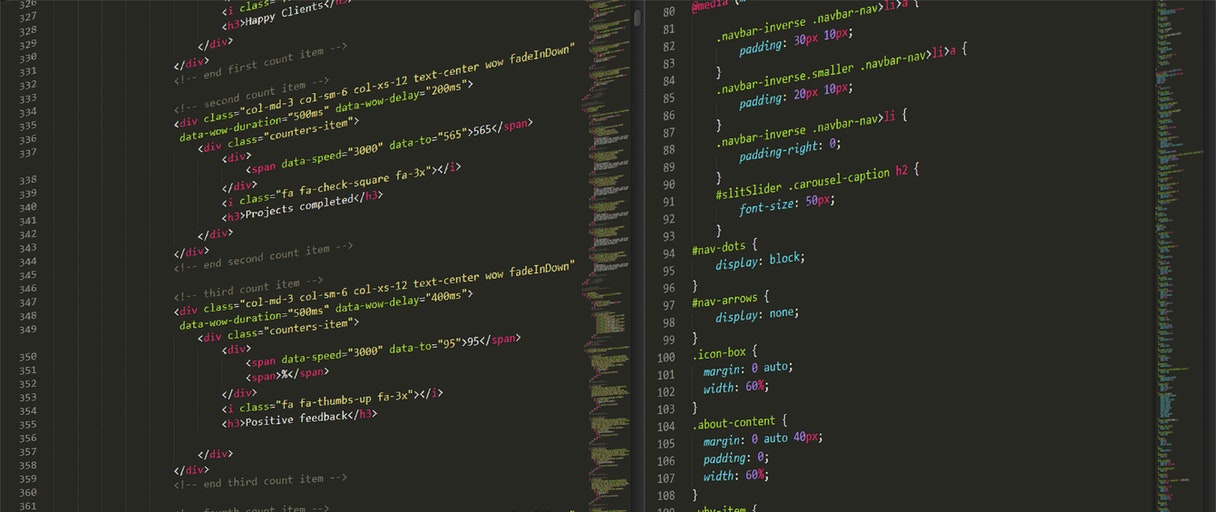 326
328
329
330
331
332
333
334
335
336
337
338
339
340
341
342
343
344
345
346
347
348
349
350
351
352
353
354
355
356
357
358
359
360
361
<i class=
<h3>Happy Clients</h3>
</div>
</div>
<!-- end first count item -->
<!-- second count item -->
<div class="col-md-3 col-sm-6 col-xs-12 text-center wow fadeInDown"
data-wow-duration="500ms" data-wow-delay="200ms">
<div class="counters-item">
<div>
<span data-speed="3000" data-to="565">565</span>
</div>
<i class="fa fa-check-square fa-3x"></i>
<h3>Projects completed</h3>
</div>
</div>
<!-- end second count item -->
<!-- third count item -->
<div class="col-md-3 col-sm-6 col-xs-12 text-center wow fadeInDown"
data-wow-duration="500ms" data-wow-delay="400ms">
<div class="counters-item">
<div>
<span data-speed="3000" data-to="95">95</span>
<span>%</span>
</div>
<i class="fa fa-thumbs-up fa-3x"></i>
<h3>Positive feedback</h3>
</div>
</div>
<!-- end third count item -->
<!-- fourth count item -->
80
81
82
83
84
85
86
87
88
89
90
91
92
93
94
95
96
97
98
99
100
101
102
103
104
105
106
107
108
@media
.navbar-inverse .navbar-nav>li>a {
padding: 30px 10px;
}
.navbar-inverse.smaller .navbar-nav>li>a {
padding: 20px 10px;
}
.navbar-inverse .navbar-nav>li {
padding-right: 0;
}
#slitSlider .carousel-caption h2 {
font-size: 50px;
}
#nav-dots {
display: block;
}
#nav-arrows {
display: none;
}
.icon-box {
margin: 0 auto;
width: 60%;
}
.about-content {
margin: 0 auto 40px;
padding: 0;
width: 60%;
}